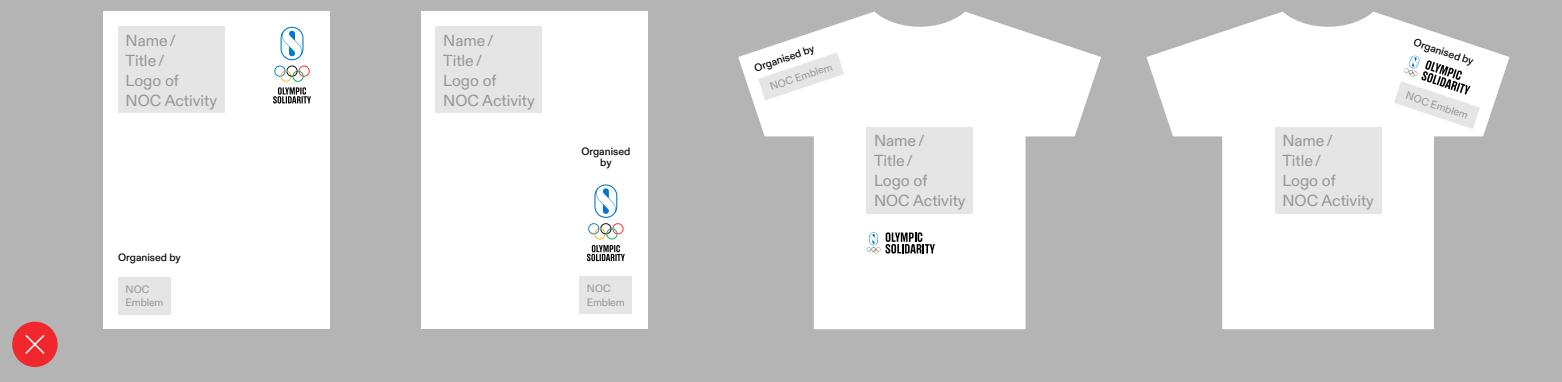 Name /
Title /
Logo of
NOC Activity
OLYMPIC
SOLIDARITY
Organised by
NOC
Emblem
Name /
Title /
Logo of
NOC Activity
Organised
by
OLYMPIC
SOLIDARITY
NOC
Emblem
Organised by
NOC Emblem
Name /
Title /
Logo of
NOC Activity
OLYMPIC
SOLIDARITY
Organised by
OLYMPIC
SOLIDARITY
NOC Emblem
Name /
Title /
Logo of
NOC Activity